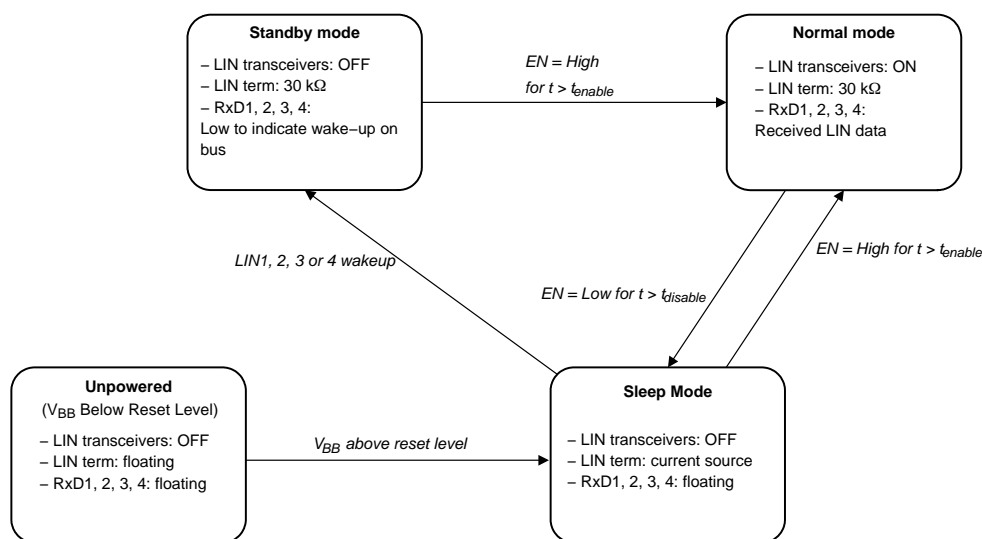 Standby mode
– LIN transceivers: OFF
– LIN term: 30 kΩ
– RxD1, 2, 3, 4:
Low to indicate wake–up on
bus
EN = High
for t > tenable
Normal mode
– LIN transceivers: ON
– LIN term: 30 kΩ
– RxD1, 2, 3, 4:
Received LIN data
LIN1, 2, 3 or 4 wakeup
EN = High for t > tenable
EN = Low for t > tdisable
Unpowered
(VBB Below Reset Level)
– LIN transceivers: OFF
– LIN term: floating
– RxD1, 2, 3, 4: floating
VBB above reset level
Sleep Mode
– LIN transceivers: OFF
– LIN term: current source
– RxD1, 2, 3, 4: floating